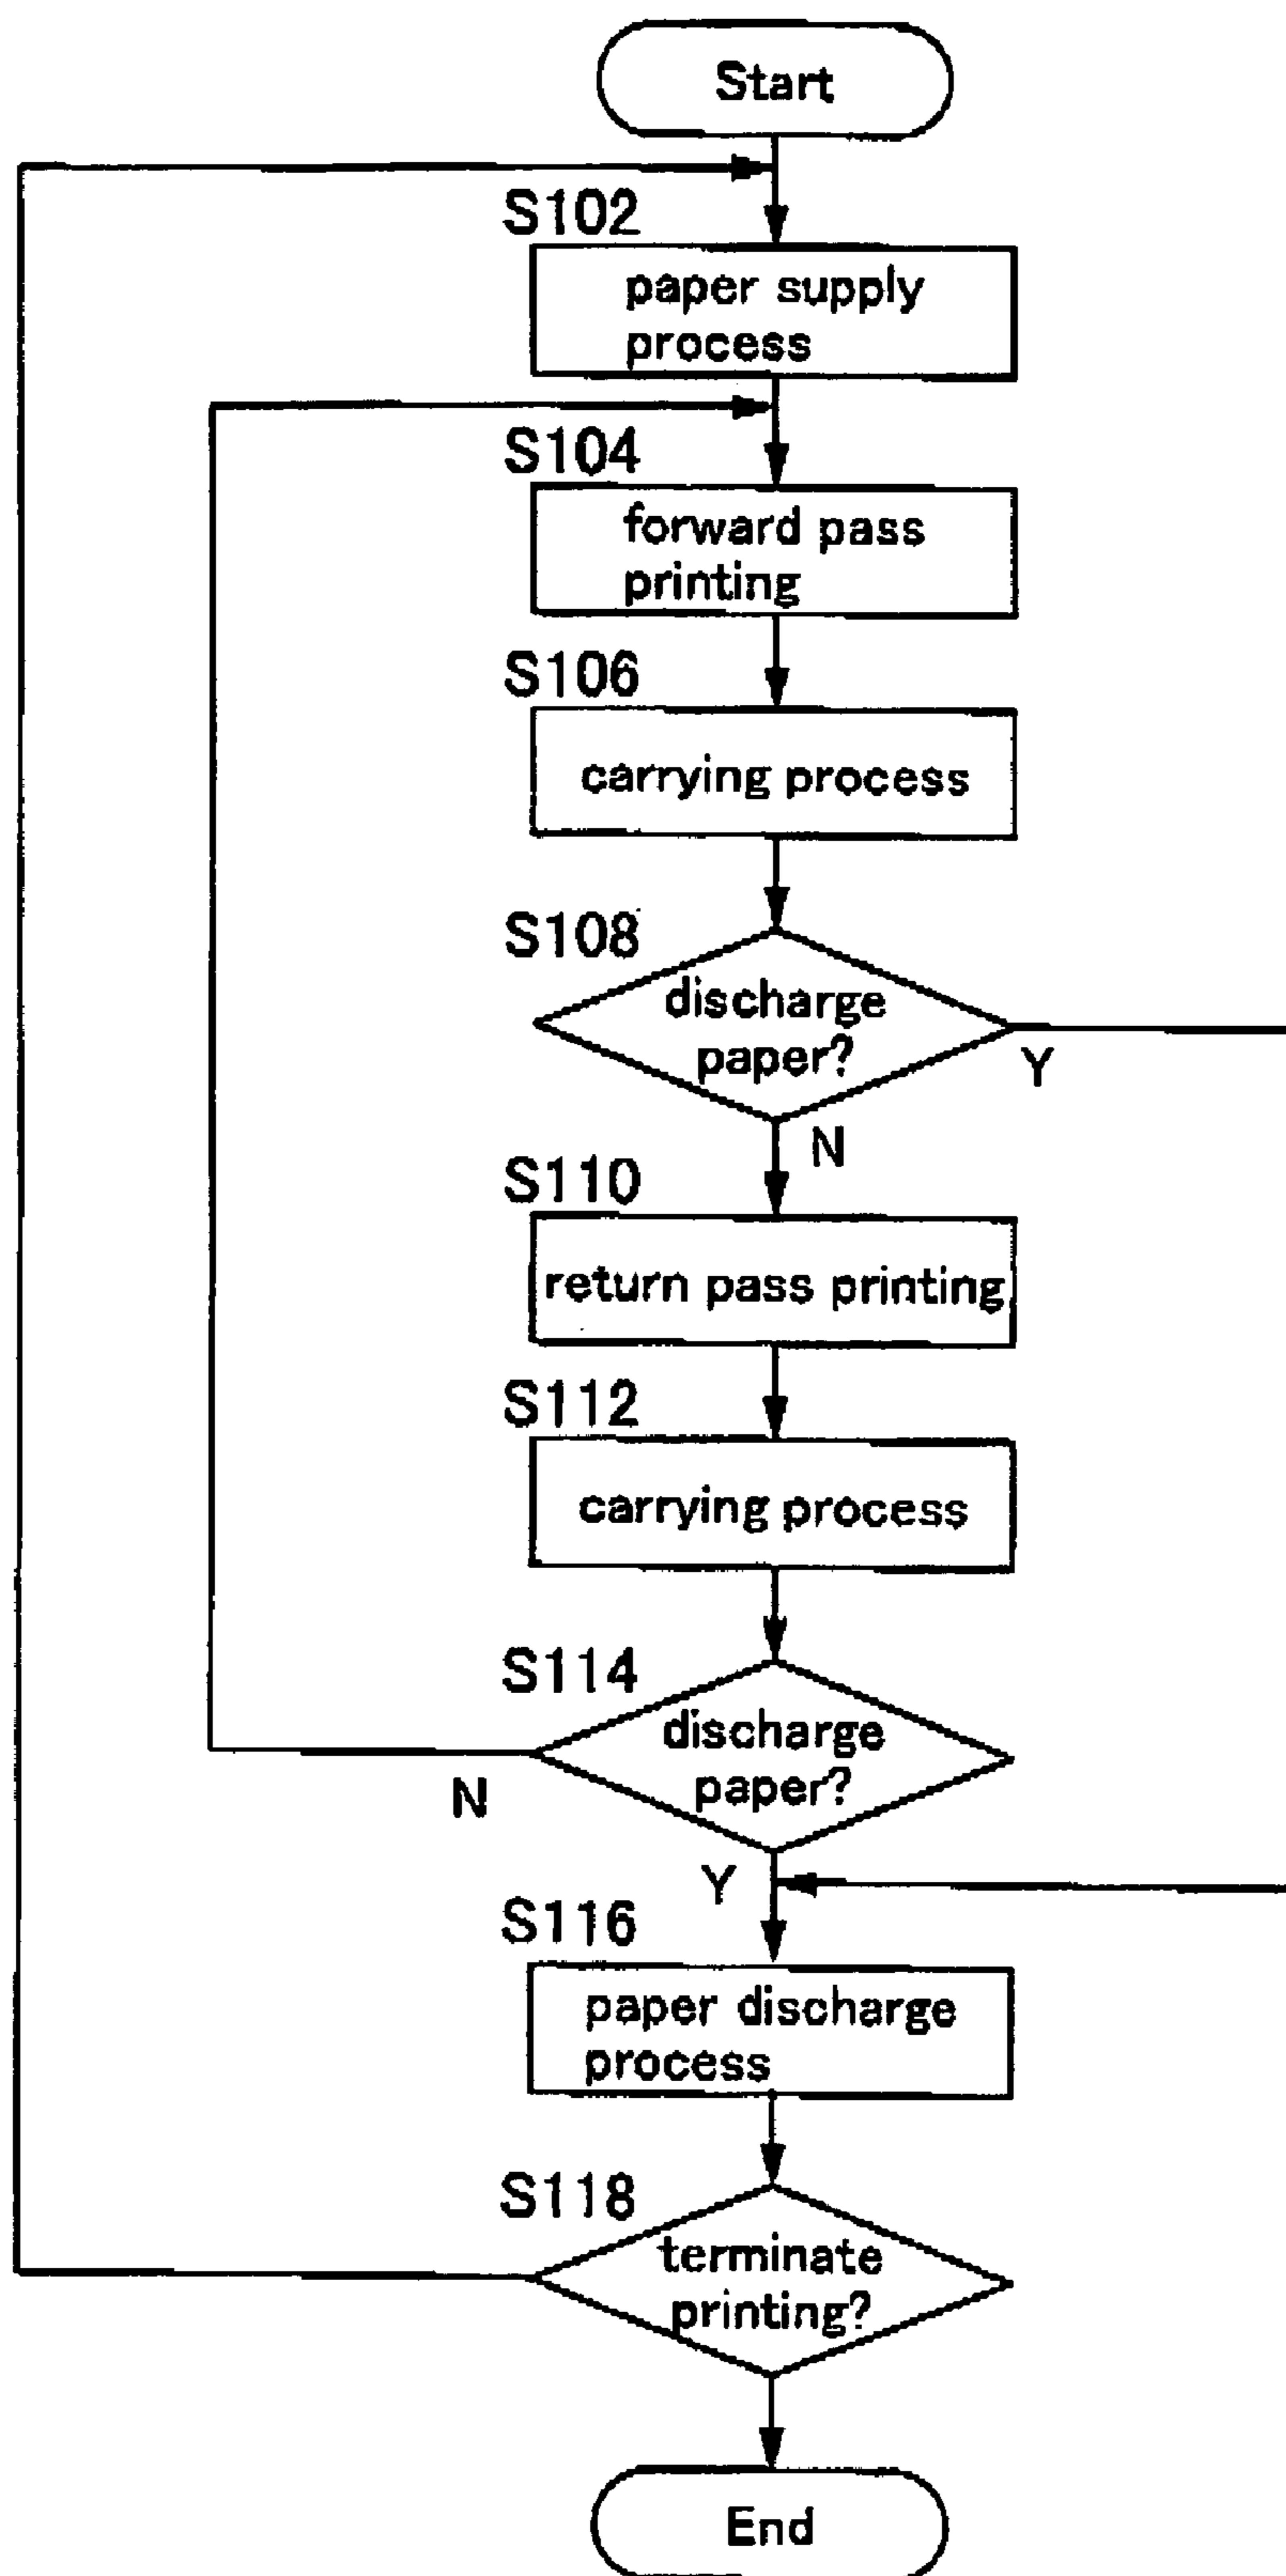 Start
S102
paper supply
process
S104
forward pass
printing
S106
carrying process
S108
discharge
paper?
Y
N
S110
return pass printing
S112
carrying process
S114
discharge
paper?
N
Y
S116
paper discharge
process
S118
terminate
printing?
End